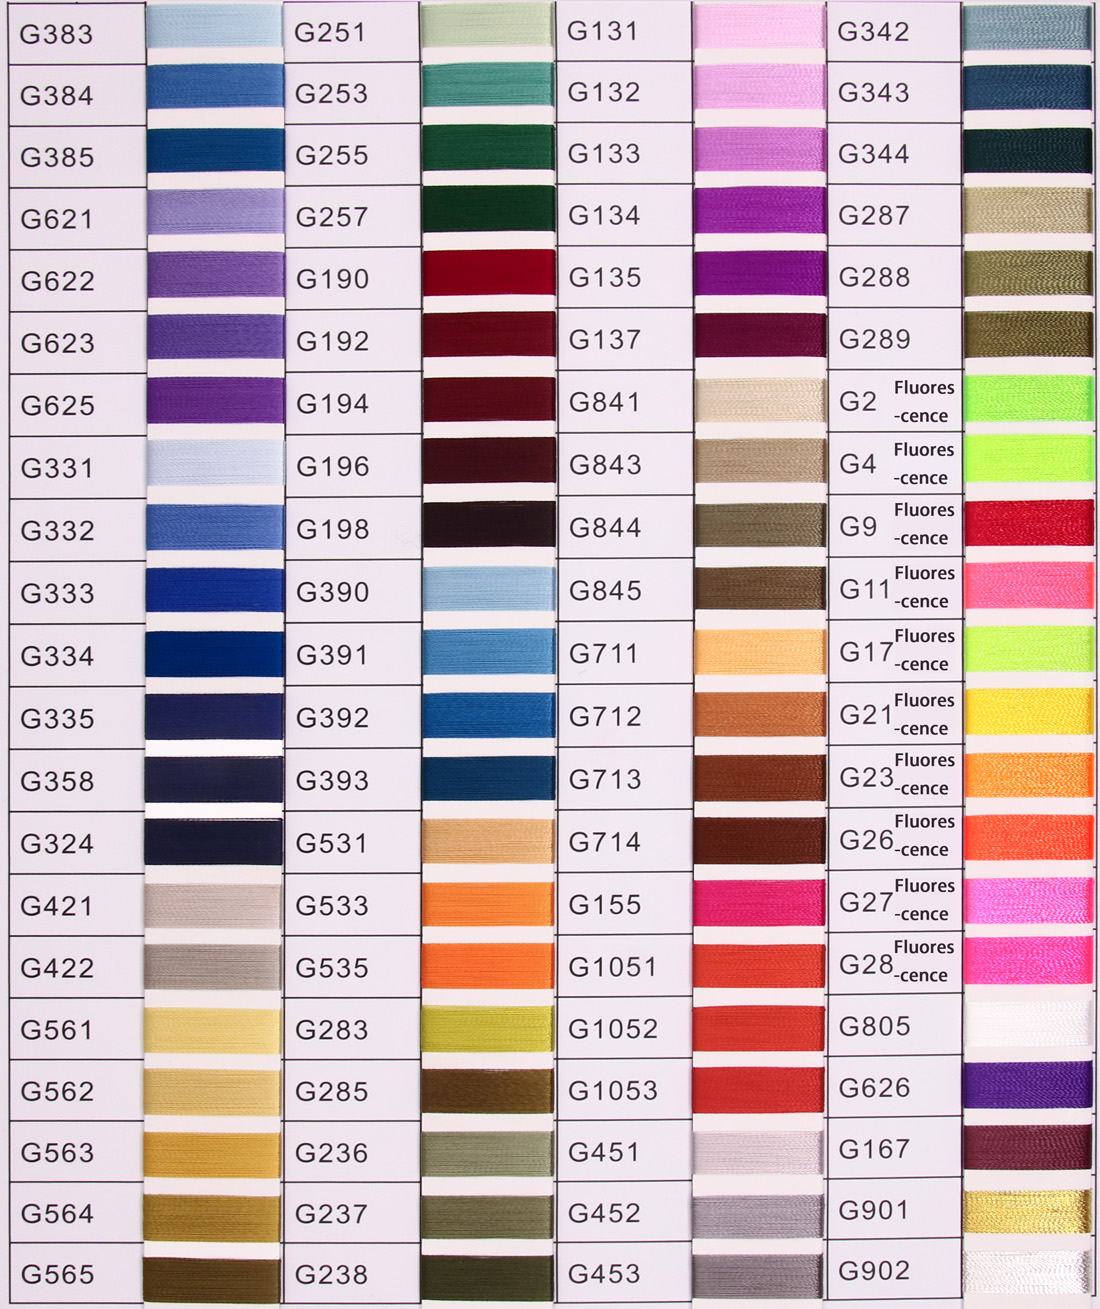 G383 G251 G131 G342
G384 G253 G132 G343
G385 G255 G133 G344
G621 G257 G134 G287
G622 G190 G135 G288
G623 G192 G137 G289
G625 G194 G841 G2 Fluores
-cence
G331 G196 G843 G4 Fluores
-cence
G332 G198 G844 G9 Fluores
-cence
G333 G390 G845 G11 Fluores
-cence
G334 G391 G711 G17 Fluores
-cence
G335 G392 G712 G21 Fluores
-cence
G358 G393 G713 G23 Fluores
-cence
G324 G531 G714 G26 Fluores
-cence
G421 G533 G155 G27 Fluores
-cence
G422 G535 G1051 G28 Fluores
-cence
G561 G283 G1052 G805
G562 G285 G1053 G626
G563 G236 G451 G167
G564 G237 G452 G901
G565 G238 G453 G902